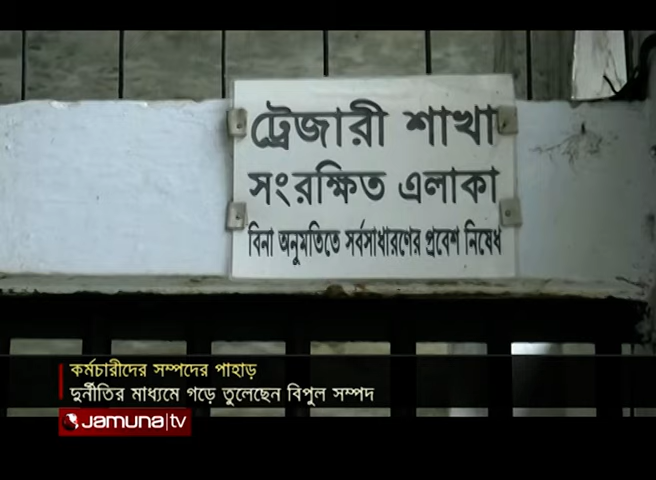 ট্রেজারী শাখা
সংরক্ষিত এলাকা
বিনা অনুমতিতে সর্বসাধারণের প্রবেশ নিষেধ
কর্মচারীদের সম্পদের পাহাড়
দুর্নীতির মাধ্যমে গড়ে তুলেছেন বিপুল সম্পদ
JAMUNA|tv